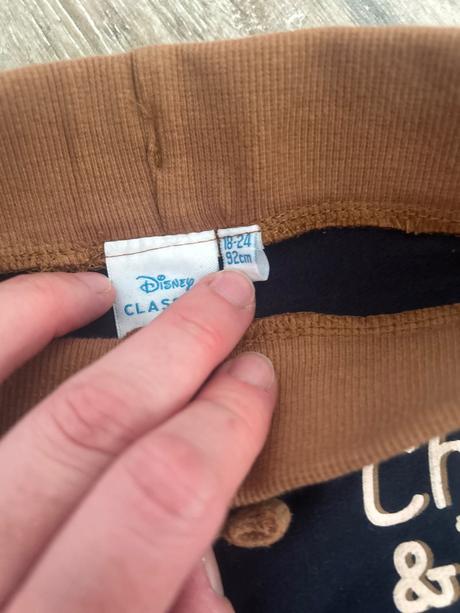 Disney
CLASS
18-24
92cm
Ch
&